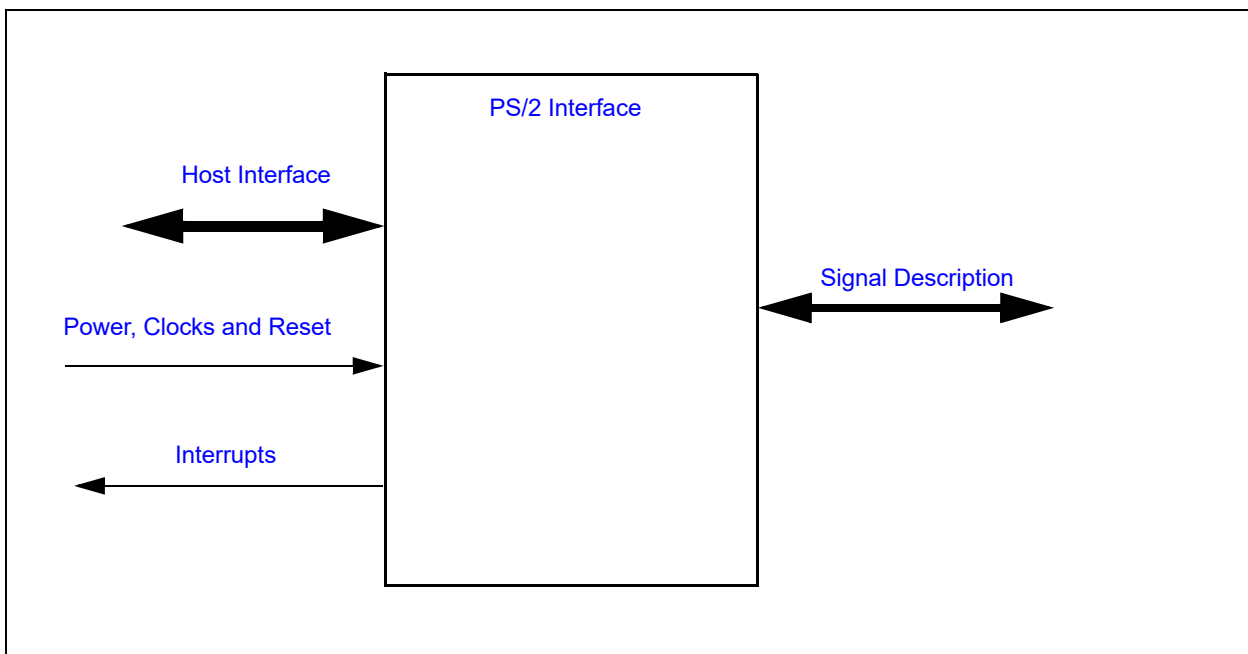 PS/2 Interface
Host Interface
Signal Description
Power, Clocks and Reset
Interrupts